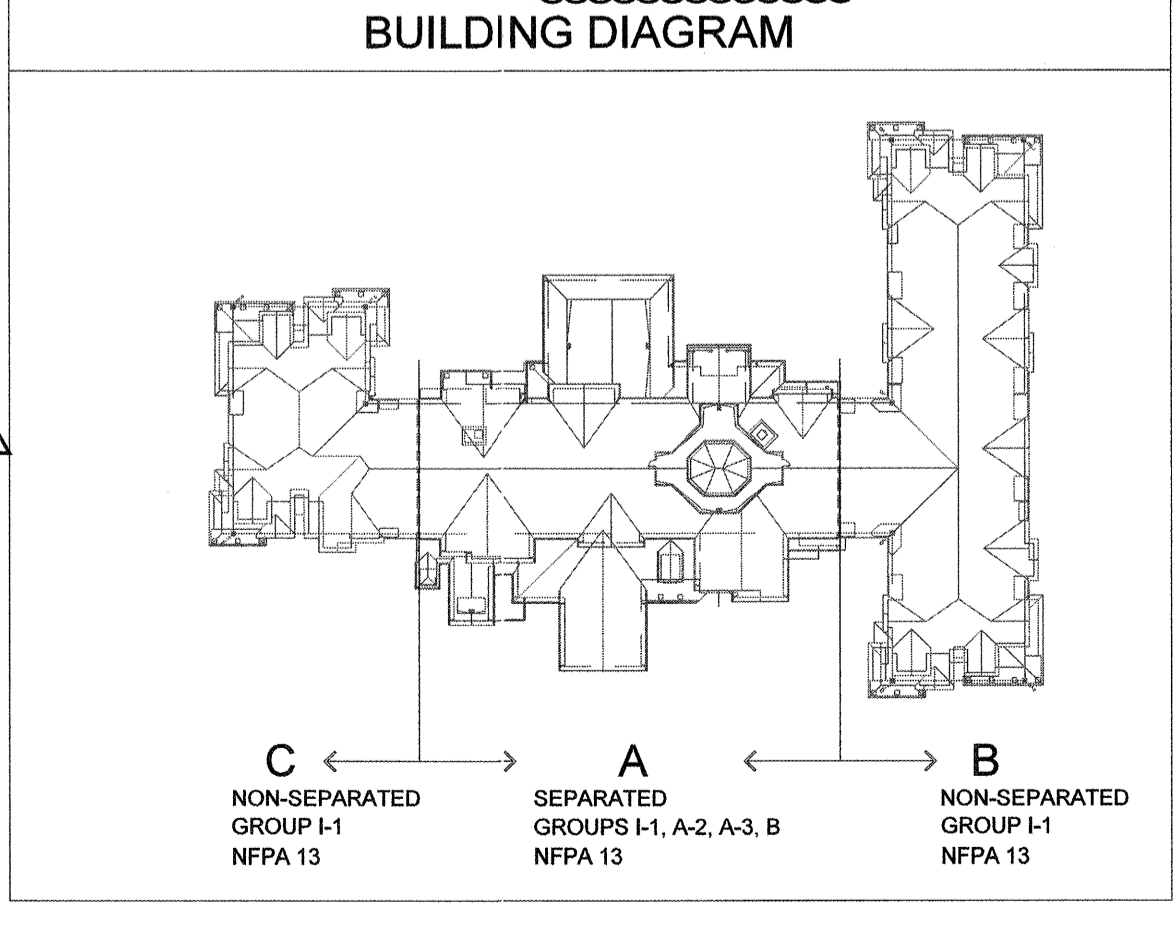 BUILDING DIAGRAM
C
NON-SEPARATED
GROUP I-1
NFPA 13
A
SEPARATED
GROUPS I-1, A-2, A-3, B
NFPA 13
B
NON-SEPARATED
GROUP I-1
NFPA 13